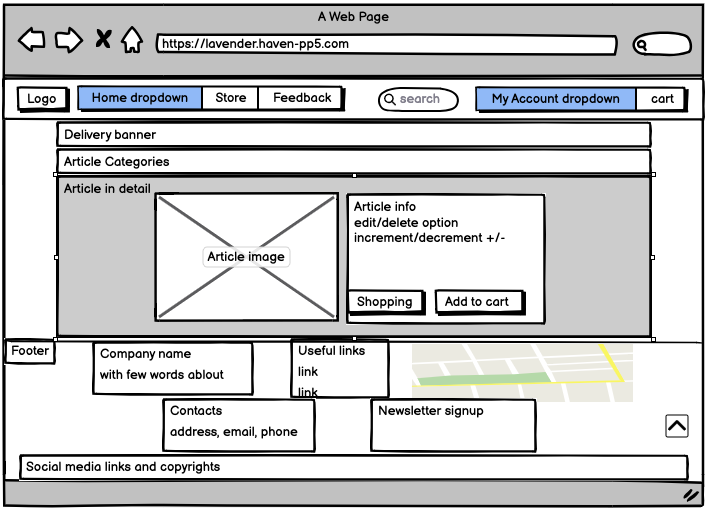 A Web Page
https://lavender.haven-pp5.com
Logo
Home dropdown
Store
Feedback
search
My Account dropdown
cart
Delivery banner
Article Categories
Article in detail
Article image
Article info
edit/delete option
increment/decrement +/-
Shopping
Add to cart
Footer
Company name
with few words ablout
Useful links
link
link
Contacts
address, email, phone
Newsletter signup
Social media links and copyrights